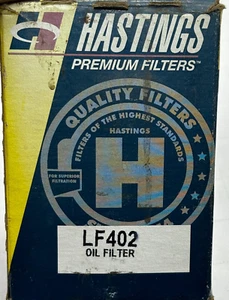 HASTINGS
PREMIUM FILTERS™
QUALITY FILTERS
FILTERS OF THE HIGHEST STANDARDS
HASTINGS
FOR SUPERIOR
FILTRATION
H
LF402
OIL FILTER